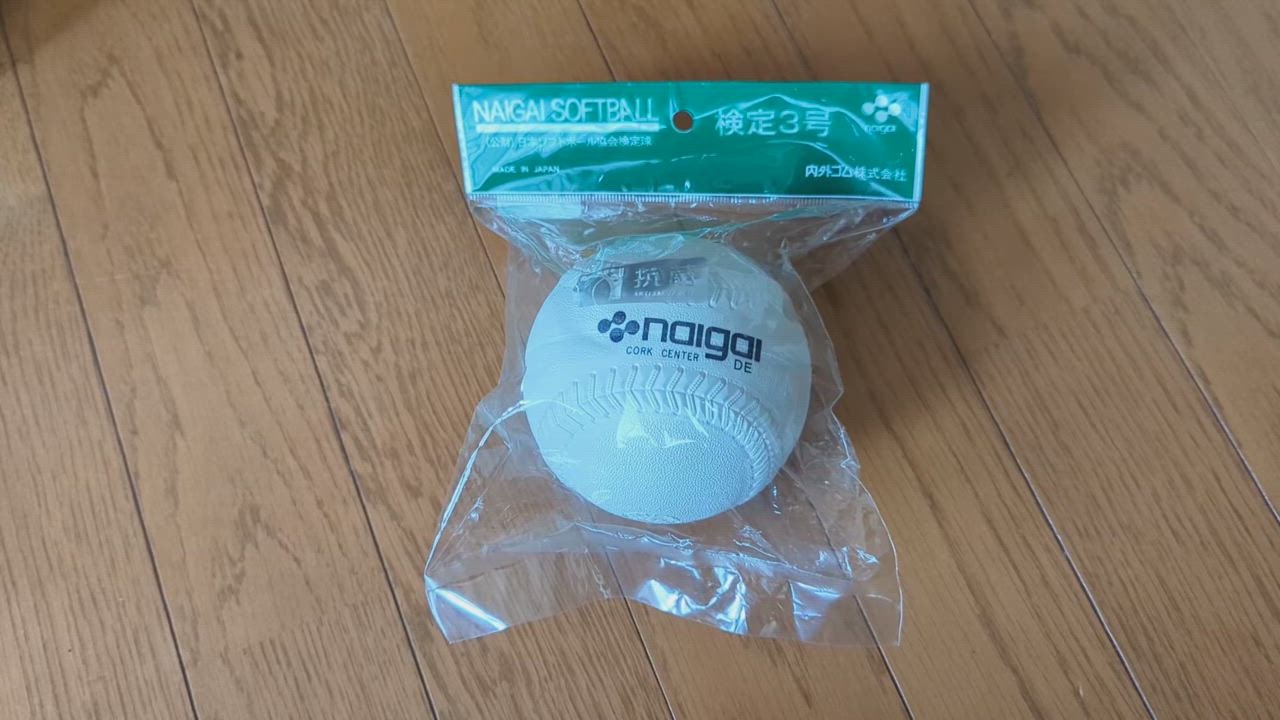 NAIGAI SOFTBALL
検定3号
naigai
(公財)日本ソフトボール協会検定球
MADE IN JAPAN
内外ゴム株式会社
抗菌
naigai
CORK CENTER
DE